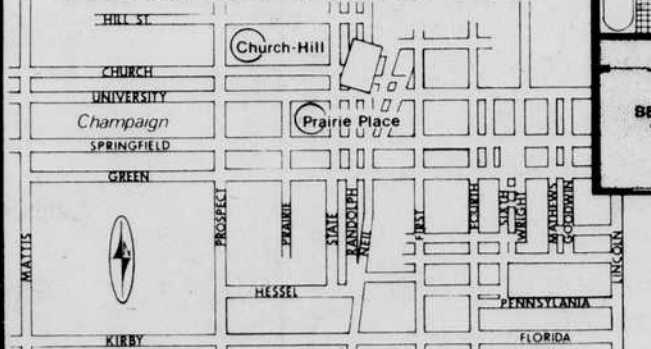 HILL ST.
Church-Hill
CHURCH
UNIVERSITY
Champaign
Prairie Place
SPRINGFIELD
GREEN
MATTIS
PROSPECT
PRAIRIE
STATE
RANDOLPH
NEIL
FIRST
FOURTH
SIXTH
WRIGHT
MATHEWS
GOODWIN
LINCOLN
HESSEL
PENNSYLVANIA
KIRBY
FLORIDA